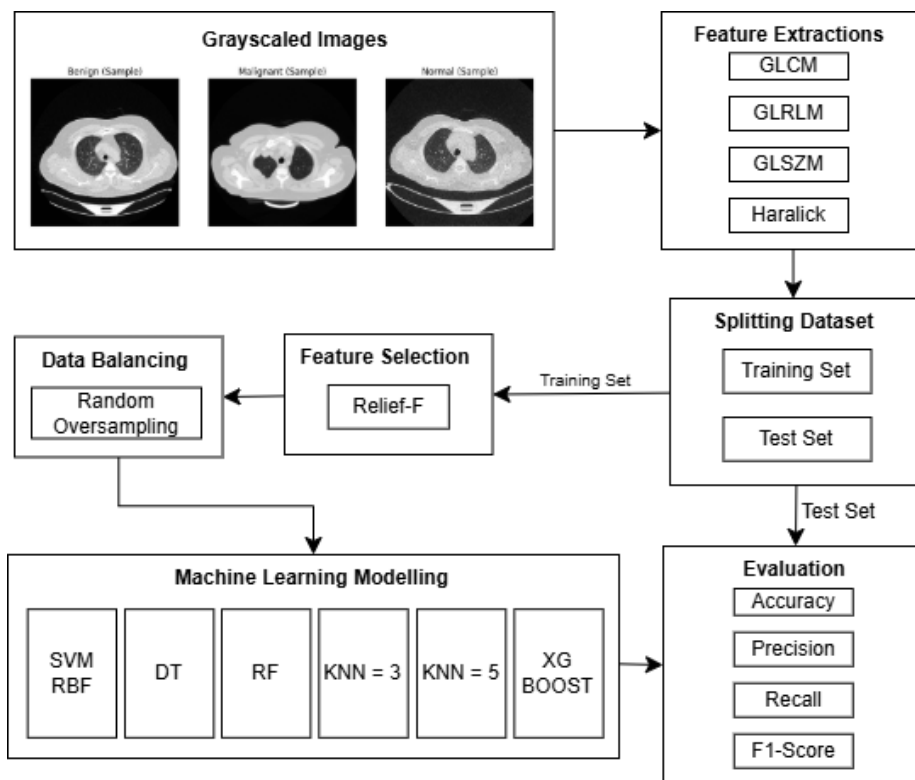 Grayscaled Images
Benign (Sample)
Malignant (Sample)
Normal (Sample)
Feature Extractions
GLCM
GLRLM
GLSZM
Haralick
Splitting Dataset
Training Set
Test Set
Training Set
Feature Selection
Relief-F
Data Balancing
Random
Oversampling
Test Set
Machine Learning Modelling
SVM
RBF
DT
RF
KNN = 3
KNN = 5
XG
BOOST
Evaluation
Accuracy
Precision
Recall
F1-Score